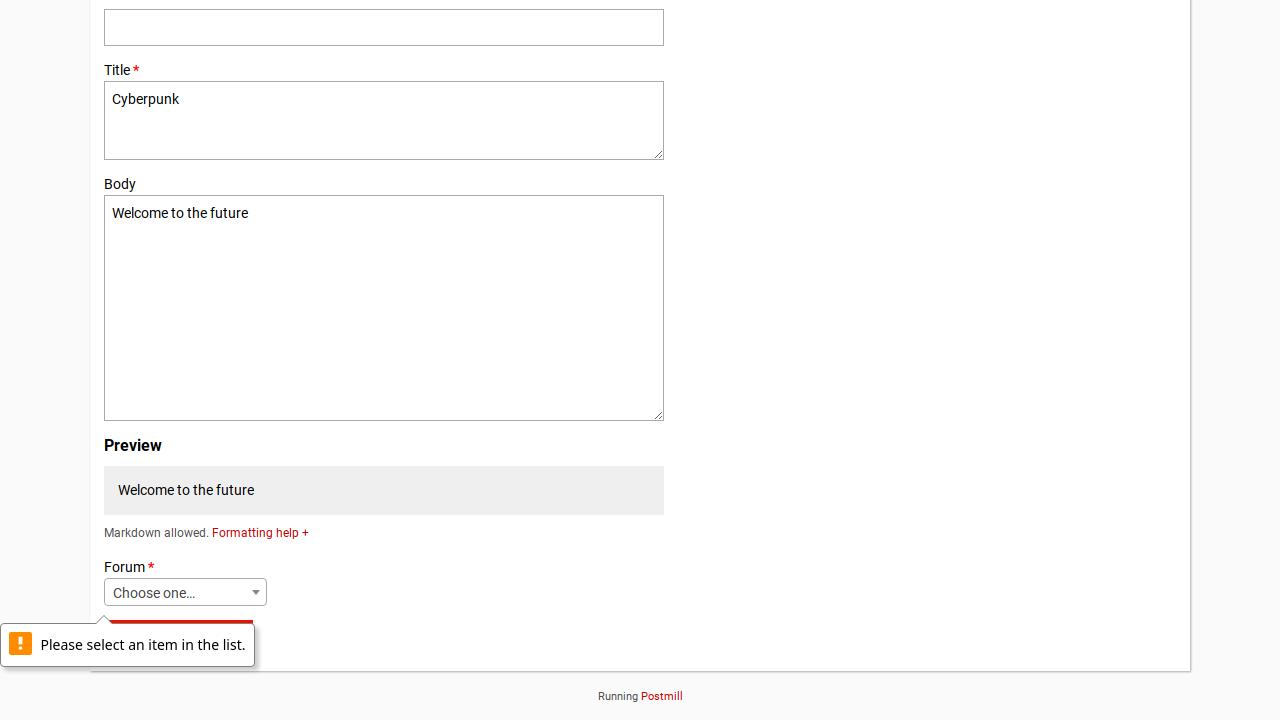 Title *
Cyberpunk
Body
Welcome to the future
Preview
Welcome to the future
Markdown allowed. Formatting help +
Forum *
Choose one…
Please select an item in the list.
Running Postmill